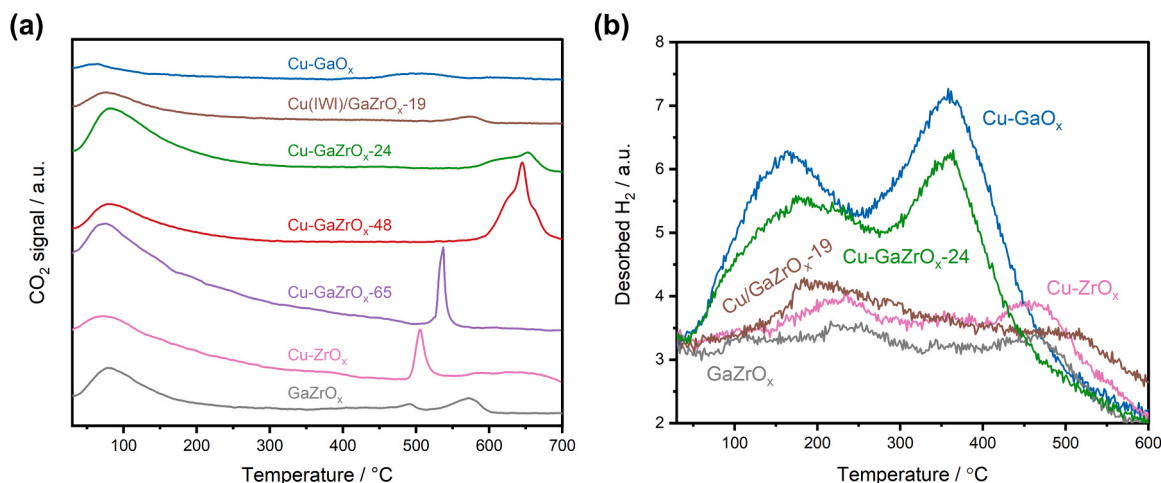 (a)
CO₂ signal / a.u.
Cu-GaOₓ
Cu(IWI)/GaZrOₓ-19
Cu-GaZrOₓ-24
Cu-GaZrOₓ-48
Cu-GaZrOₓ-65
Cu-ZrOₓ
GaZrOₓ
100 200 300 400 500 600 700
Temperature / °C
(b)
Desorbed H₂ / a.u.
8
7
6
5
4
3
2
Cu-GaOₓ
Cu/GaZrOₓ-19
Cu-GaZrOₓ-24
Cu-ZrOₓ
GaZrOₓ
100 200 300 400 500 600
Temperature / °C